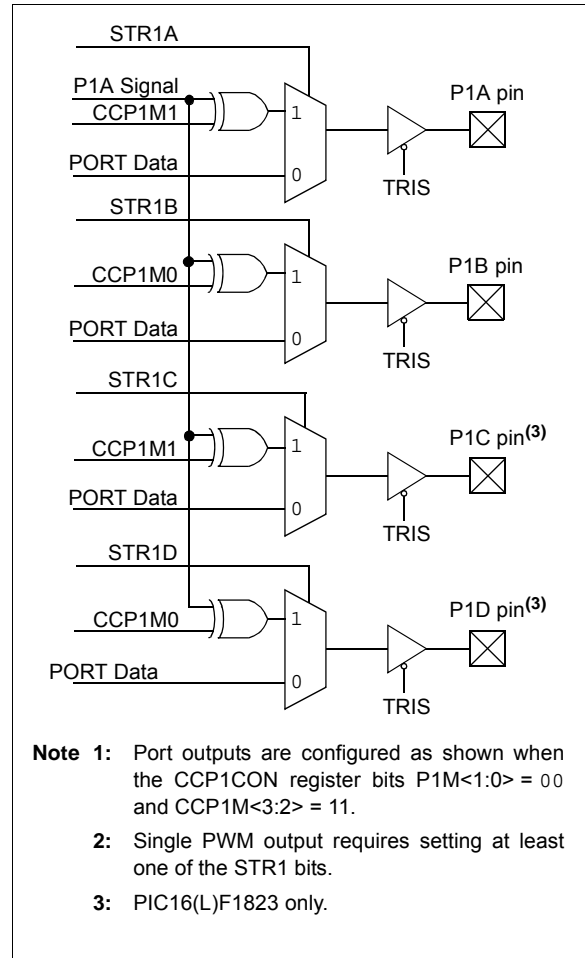 STR1A
P1A Signal
P1A pin
CCP1M1
1
PORT Data
0
TRIS
STR1B
P1B pin
CCP1M0
1
PORT Data
0
TRIS
STR1C
P1C pin(3)
CCP1M1
1
PORT Data
0
TRIS
STR1D
P1D pin(3)
CCP1M0
1
PORT Data
0
TRIS
Note 1: Port outputs are configured as shown when
the CCP1CON register bits P1M<1:0> = 00
and CCP1M<3:2> = 11.
2: Single PWM output requires setting at least
one of the STR1 bits.
3: PIC16(L)F1823 only.